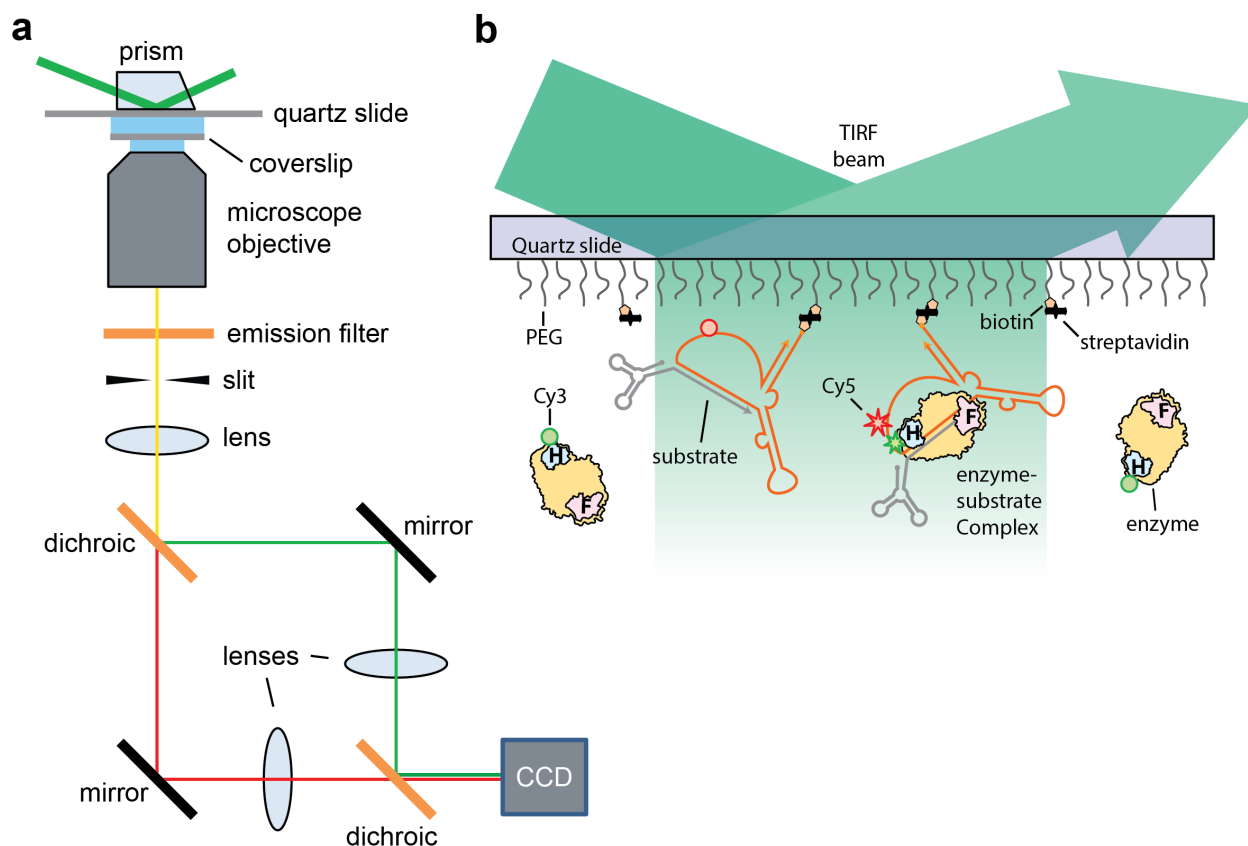 a
prism
quartz slide
coverslip
microscope
objective
emission filter
slit
lens
dichroic
mirror
lenses
mirror
CCD
dichroic
b
TIRF
beam
Quartz slide
PEG
biotin
streptavidin
Cy3
H
F
substrate
Cy5
H
F
enzyme-
substrate
Complex
F
H
enzyme